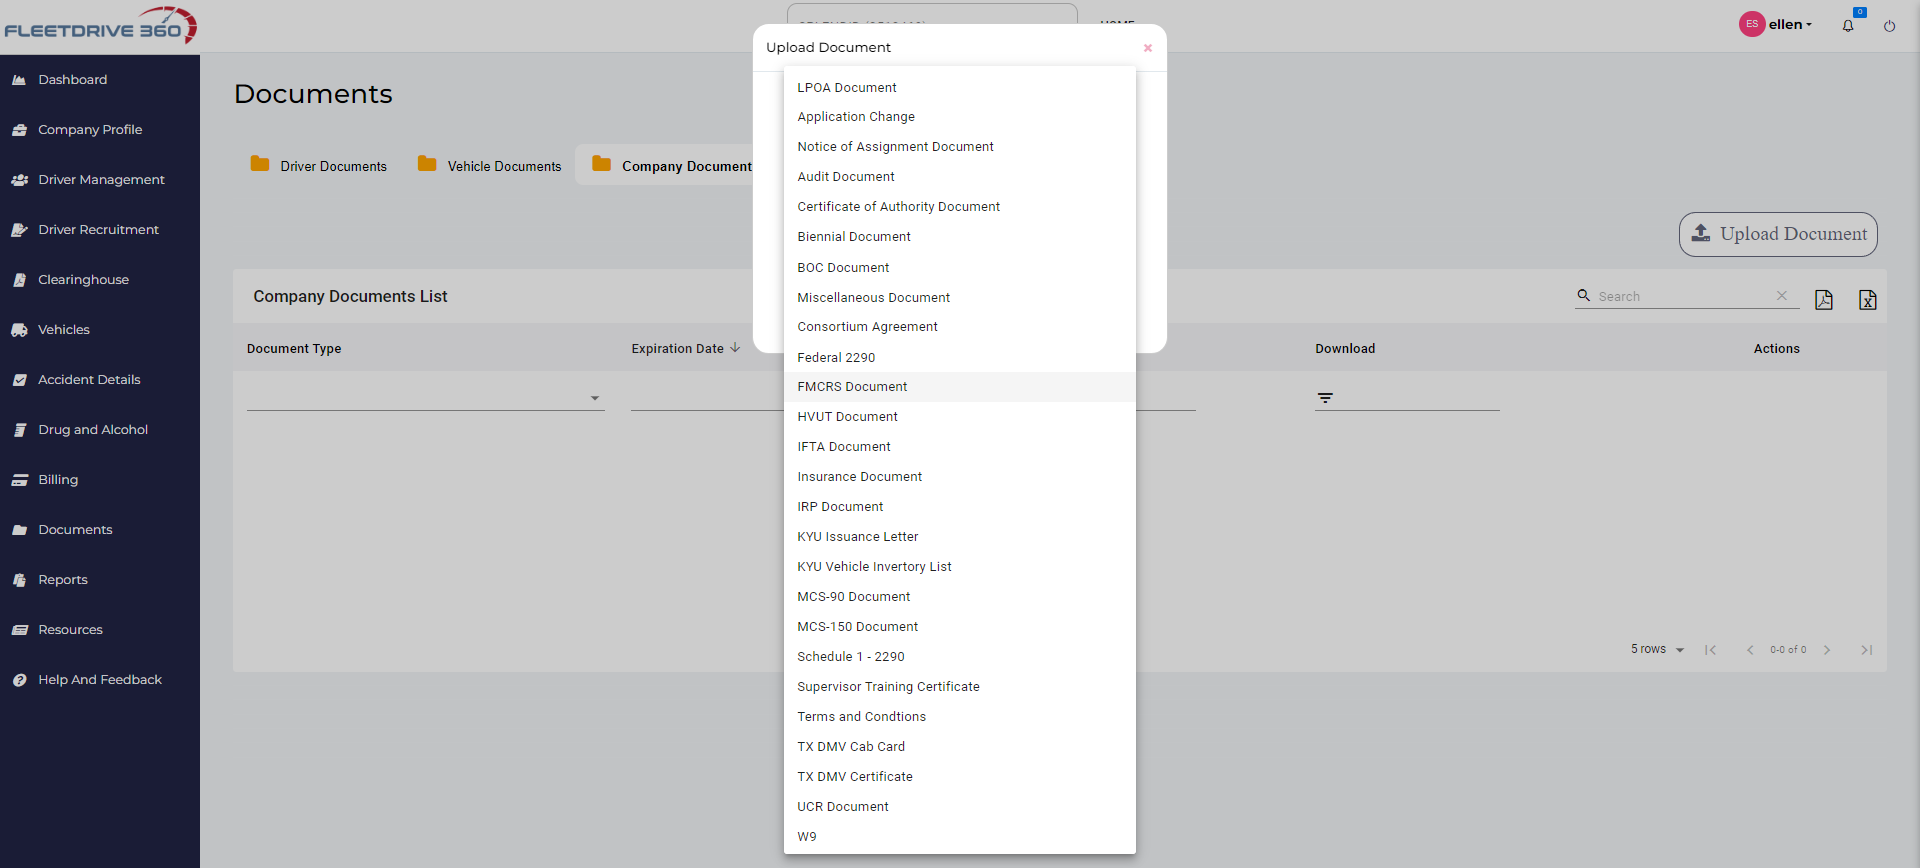 FLEETDRIVE 360
HOME
ES ellen
0
Dashboard
Company Profile
Driver Management
Driver Recruitment
Clearinghouse
Vehicles
Accident Details
Drug and Alcohol
Billing
Documents
Reports
Resources
Help And Feedback
Documents
Driver Documents
Vehicle Documents
Company Document
Upload Document
Company Documents List
Search
Document Type
Expiration Date
Download
Actions
5 rows
0-0 of 0
Upload Document
LPOA Document
Application Change
Notice of Assignment Document
Audit Document
Certificate of Authority Document
Biennial Document
BOC Document
Miscellaneous Document
Consortium Agreement
Federal 2290
FMCRS Document
HVUT Document
IFTA Document
Insurance Document
IRP Document
KYU Issuance Letter
KYU Vehicle Invertory List
MCS-90 Document
MCS-150 Document
Schedule 1 - 2290
Supervisor Training Certificate
Terms and Condtions
TX DMV Cab Card
TX DMV Certificate
UCR Document
W9